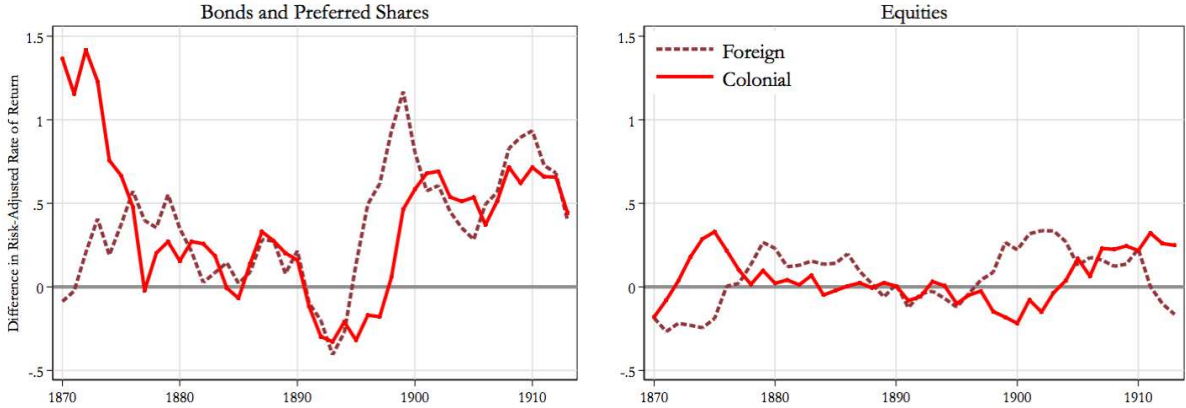 Bonds and Preferred Shares
Difference in Risk-Adjusted Rate of Return
1.5
1
.5
0
-.5
1870 1880 1890 1900 1910
Equities
Foreign
Colonial
1.5
1
.5
0
-.5
1870 1880 1890 1900 1910